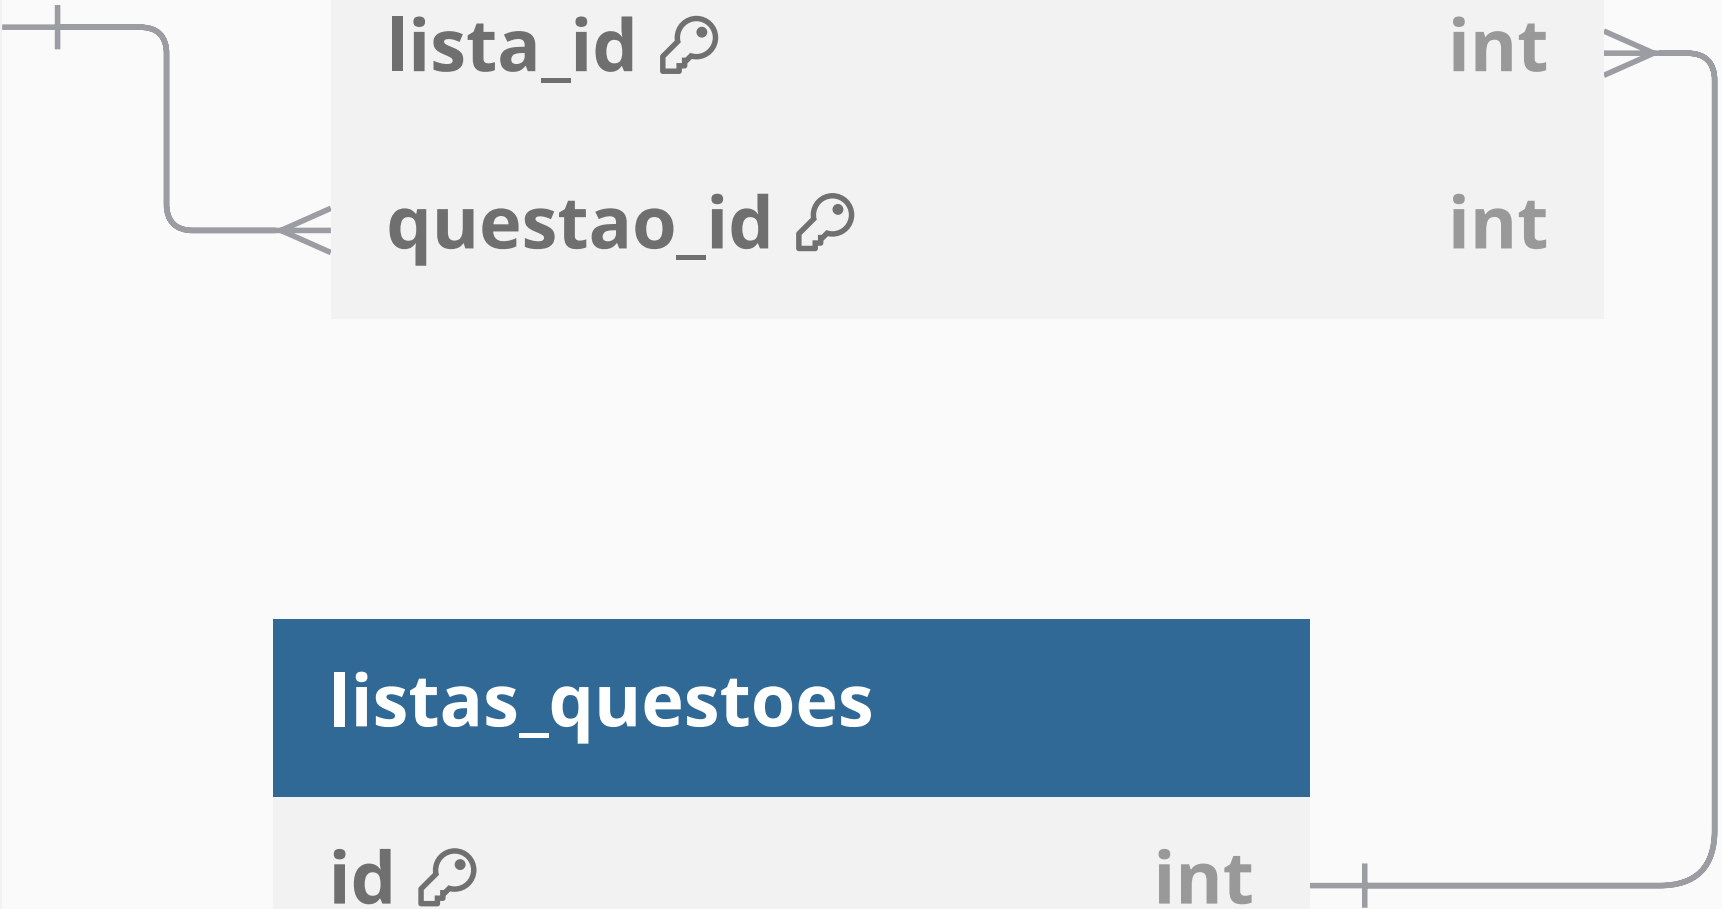 lista_id int
questao_id int
listas_questoes
id int